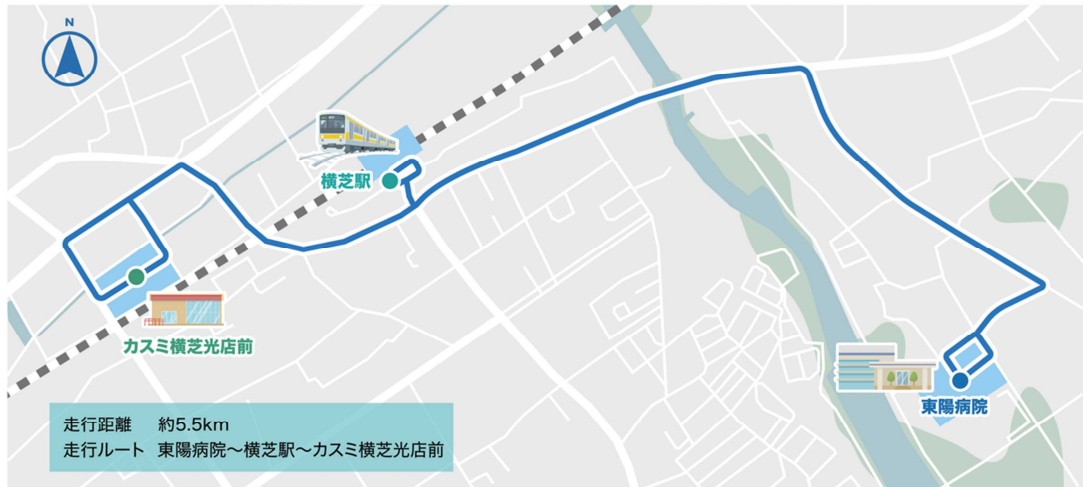 N
横芝駅
カスミ横芝光店前
東陽病院
走行距離 約5.5km
走行ルート 東陽病院～横芝駅～カスミ横芝光店前